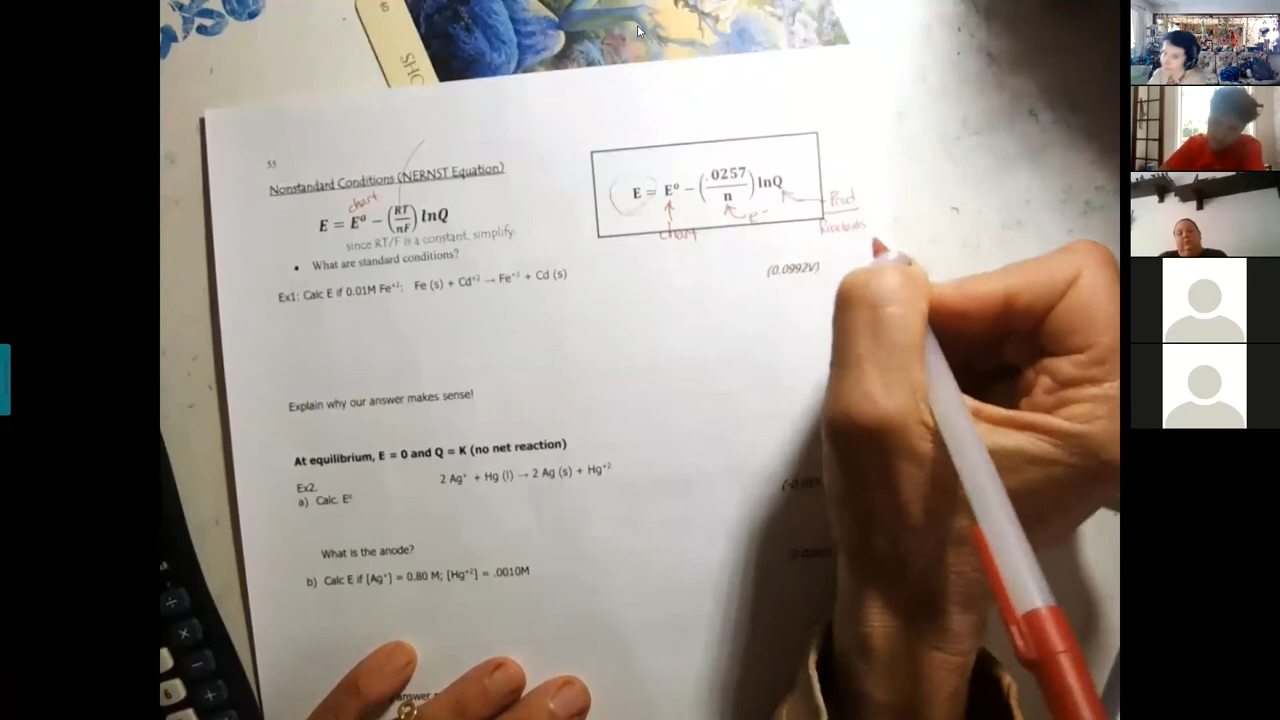 SHO
55
Nonstandard Conditions (NERNST Equation)
chart
E = E° − (RT/nF) lnQ
since RT/F is a constant, simplify
E = E° − (.0257/n) lnQ
chart
e-
Prod
• What are standard conditions?
(0.0992V)
Ex1: Calc E if 0.01M Fe⁺²: Fe (s) + Cd⁺² → Fe⁺² + Cd (s)
Explain why our answer makes sense!
At equilibrium, E = 0 and Q = K (no net reaction)
Ex2. 2 Ag⁺ + Hg (l) → 2 Ag (s) + Hg⁺²
a) Calc. E°
What is the anode?
b) Calc E if [Ag⁺] = 0.80 M; [Hg⁺²] = .0010M
answer
÷
×
−
6
+